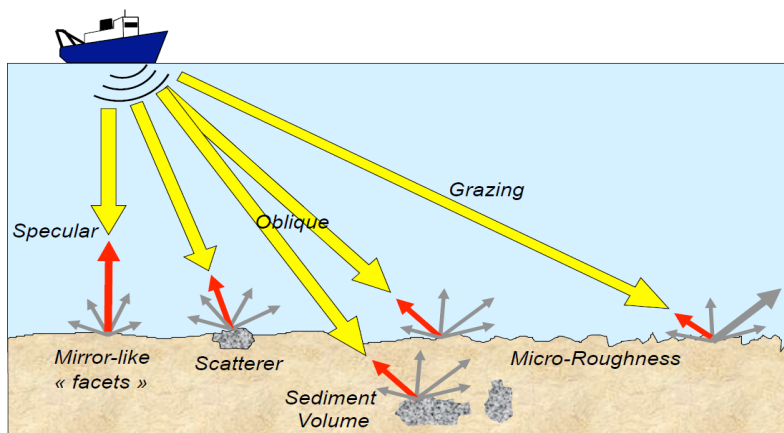 Grazing
Specular
Oblique
Mirror-like
« facets »
Scatterer
Micro-Roughness
Sediment
Volume